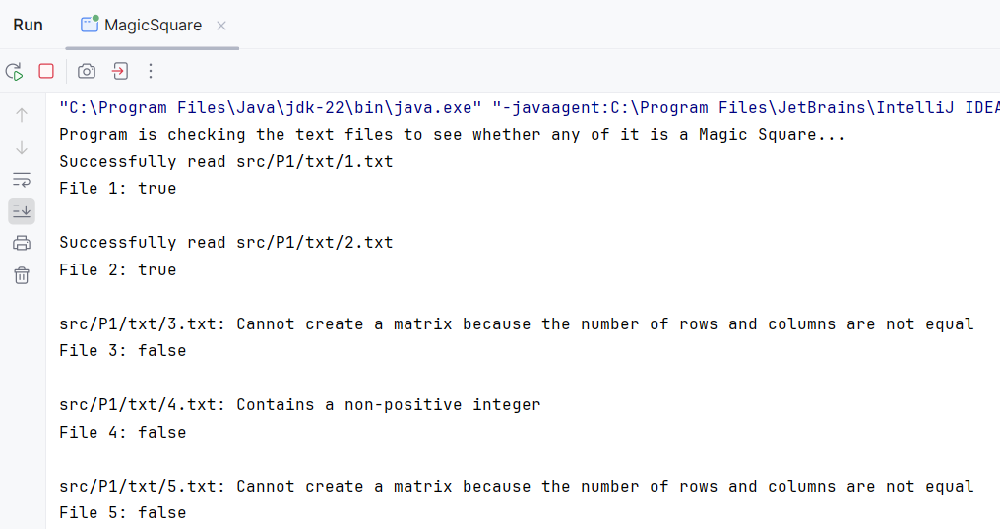 Run MagicSquare
"C:\Program Files\Java\jdk-22\bin\java.exe" "-javaagent:C:\Program Files\JetBrains\IntelliJ IDEA
Program is checking the text files to see whether any of it is a Magic Square...
Successfully read src/P1/txt/1.txt
File 1: true
Successfully read src/P1/txt/2.txt
File 2: true
src/P1/txt/3.txt: Cannot create a matrix because the number of rows and columns are not equal
File 3: false
src/P1/txt/4.txt: Contains a non-positive integer
File 4: false
src/P1/txt/5.txt: Cannot create a matrix because the number of rows and columns are not equal
File 5: false